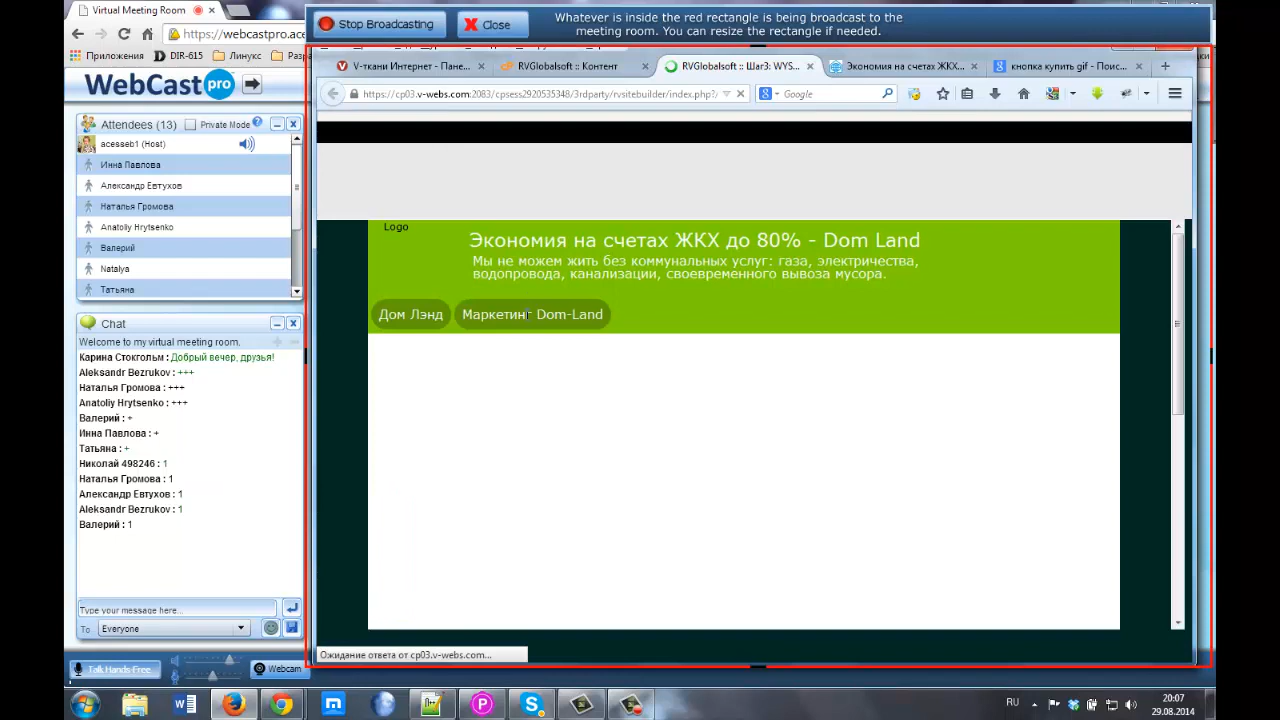 Virtual Meeting Room
https://webcastpro.ace
Приложения
DIR-615
Линукс
Stop Broadcasting
Close
Whatever is inside the red rectangle is being broadcast to the
meeting room. You can resize the rectangle if needed.
V-ткани Интернет - Пане...
RVGlobalsoft :: Контент
RVGlobalsoft :: Шаг3: WYS...
Экономия на счетах ЖКХ...
кнопка купить gif - Поис...
https://cp03.v-webs.com:2083/cpsess2920535348/3rdparty/rvsitebuilder/index.php?
Google
WebCast pro
Attendees (13)
Private Mode
acesseb1 (Host)
Инна Павлова
Александр Евтухов
Наталья Громова
Anatoliy Hrytsenko
Валерий
Natalya
Татьяна
Chat
Welcome to my virtual meeting room.
Карина Стокгольм : Добрый вечер, друзья!
Aleksandr Bezrukov : +++
Наталья Громова : +++
Anatoliy Hrytsenko : +++
Валерий : +
Инна Павлова : +
Татьяна : +
Николай 498246 : 1
Наталья Громова : 1
Александр Евтухов : 1
Aleksandr Bezrukov : 1
Валерий : 1
Type your message here...
To
Everyone
Talk Hands-Free
Webcam
Logo
Экономия на счетах ЖКХ до 80% - Dom Land
Мы не можем жить без коммунальных услуг: газа, электричества,
водопровода, канализации, своевременного вывоза мусора.
Дом Лэнд
Маркетинг Dom-Land
Ожидание ответа от cp03.v-webs.com...
RU
20:07
29.08.2014